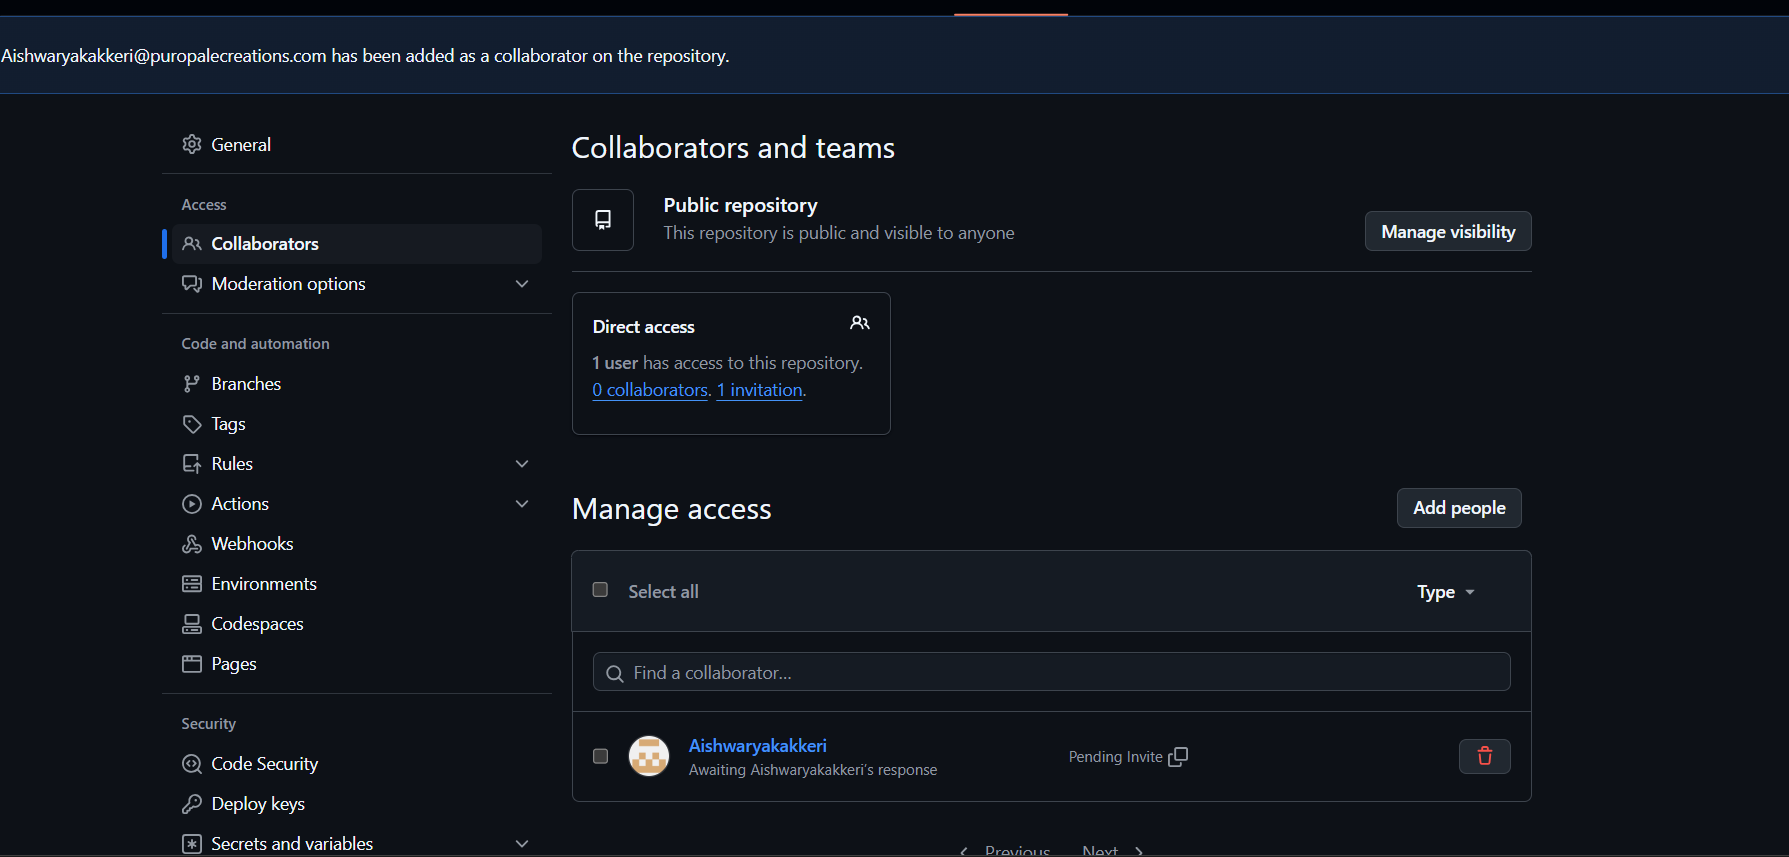 Aishwaryakakkeri@puropalecreations.com has been added as a collaborator on the repository.
General
Access
Collaborators
Moderation options
Code and automation
Branches
Tags
Rules
Actions
Webhooks
Environments
Codespaces
Pages
Security
Code Security
Deploy keys
Secrets and variables
Collaborators and teams
Public repository
This repository is public and visible to anyone
Manage visibility
Direct access
1 user has access to this repository.
0 collaborators. 1 invitation.
Manage access
Add people
Select all
Type
Find a collaborator...
Aishwaryakakkeri
Awaiting Aishwaryakakkeri's response
Pending Invite
Previous Next